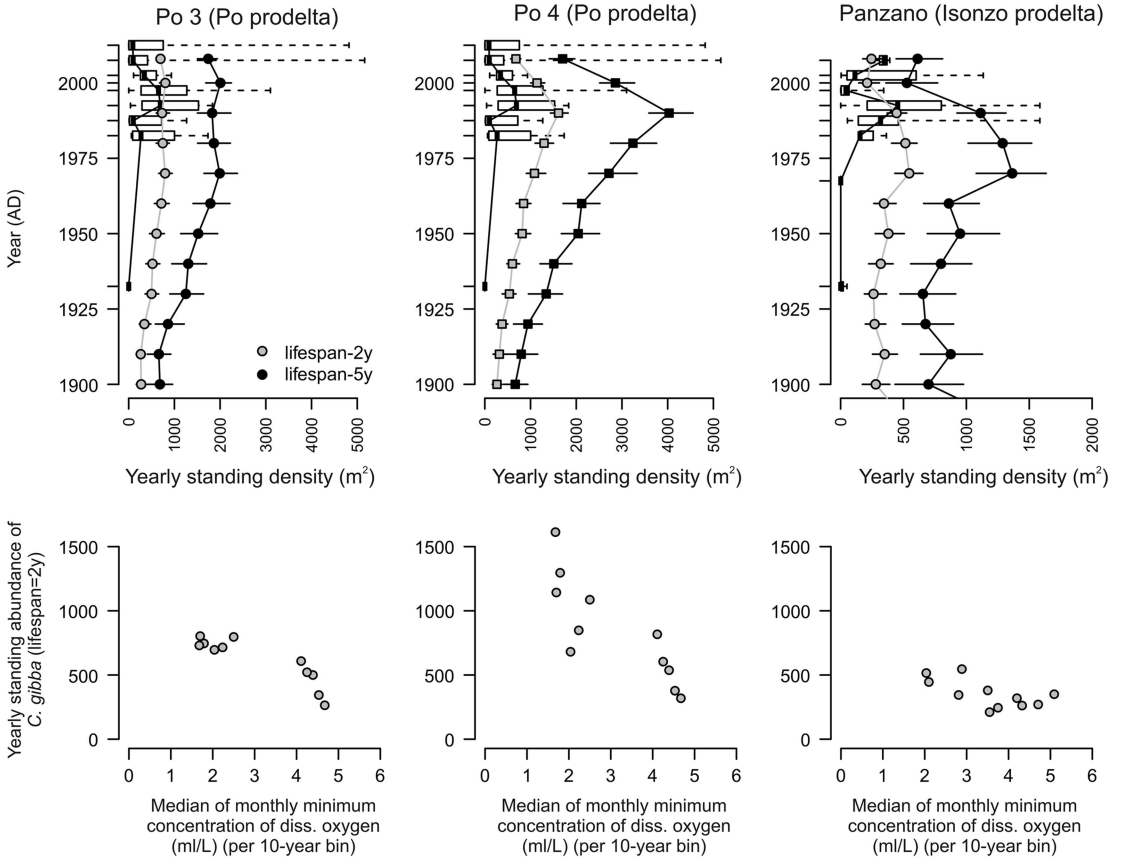 Po 3 (Po prodelta)
Po 4 (Po prodelta)
Panzano (Isonzo prodelta)
Year (AD)
2000
1975
1950
1925
1900
lifespan-2y
lifespan-5y
0 1000 2000 3000 4000 5000
Yearly standing density (m²)
2000
1975
1950
1925
1900
0 1000 2000 3000 4000 5000
Yearly standing density (m²)
2000
1975
1950
1925
1900
0 500 1000 1500 2000
Yearly standing density (m²)
Yearly standing abundance of
C. gibba (lifespan=2y)
1500
1000
500
0
0 1 2 3 4 5 6
Median of monthly minimum
concentration of diss. oxygen
(ml/L) (per 10-year bin)
1500
1000
500
0
0 1 2 3 4 5 6
Median of monthly minimum
concentration of diss. oxygen
(ml/L) (per 10-year bin)
1500
1000
500
0
0 1 2 3 4 5 6
Median of monthly minimum
concentration of diss. oxygen
(ml/L) (per 10-year bin)